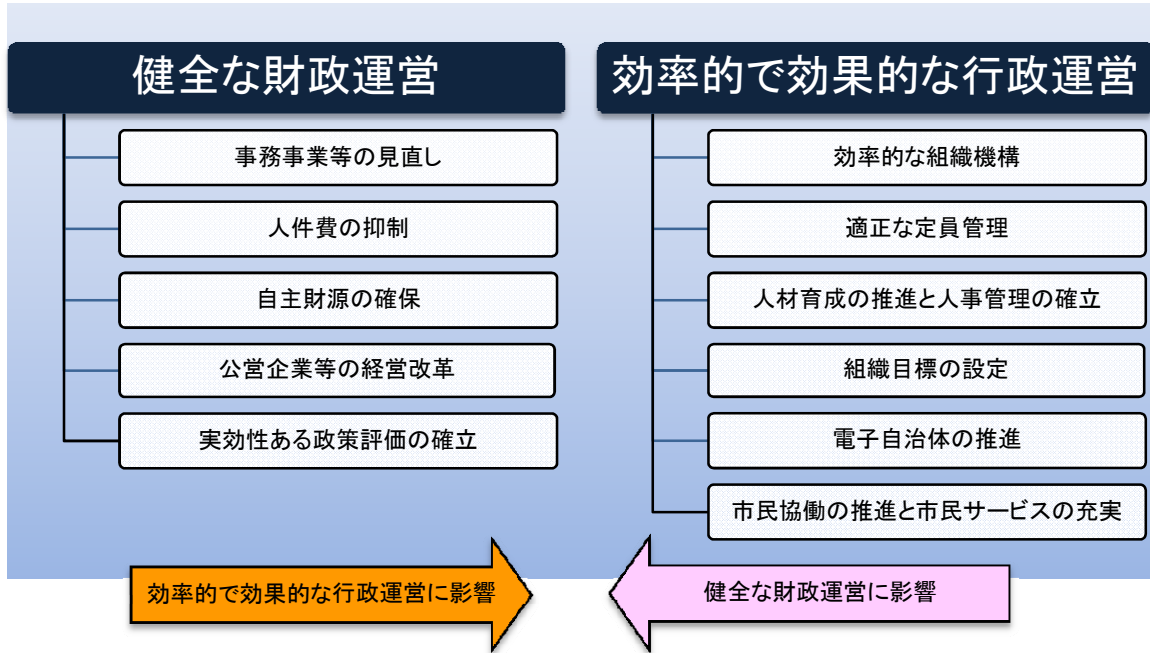 健全な財政運営
事務事業等の見直し
人件費の抑制
自主財源の確保
公営企業等の経営改革
実効性ある政策評価の確立
効率的で効果的な行政運営
効率的な組織機構
適正な定員管理
人材育成の推進と人事管理の確立
組織目標の設定
電子自治体の推進
市民協働の推進と市民サービスの充実
効率的で効果的な行政運営に影響
健全な財政運営に影響